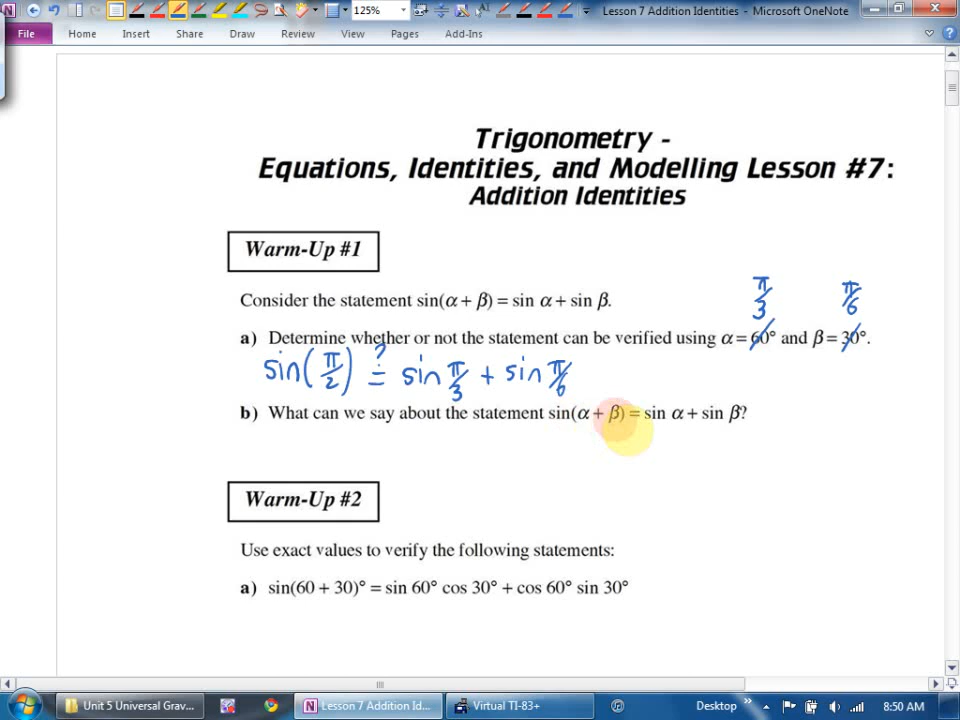 125%
Lesson 7 Addition Identities - Microsoft OneNote
File Home Insert Share Draw Review View Pages Add-Ins
Trigonometry -
Equations, Identities, and Modelling Lesson #7:
Addition Identities
Warm-Up #1
π/3 π/6
Consider the statement sin(α + β) = sin α + sin β.
a) Determine whether or not the statement can be verified using α = 60° and β = 30°.
sin(π/2) ?= sin π/3 + sin π/6
b) What can we say about the statement sin(α + β) = sin α + sin β?
Warm-Up #2
Use exact values to verify the following statements:
a) sin(60 + 30)° = sin 60° cos 30° + cos 60° sin 30°
Unit 5 Universal Grav... Lesson 7 Addition Id... Virtual TI-83+ Desktop » 8:50 AM